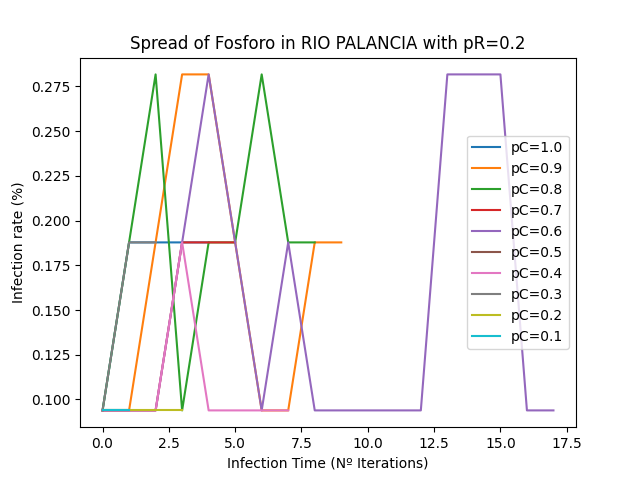 Spread of Fosforo in RIO PALANCIA with pR=0.2
Infection rate (%)
0.275
0.250
0.225
0.200
0.175
0.150
0.125
0.100
pC=1.0
pC=0.9
pC=0.8
pC=0.7
pC=0.6
pC=0.5
pC=0.4
pC=0.3
pC=0.2
pC=0.1
0.0 2.5 5.0 7.5 10.0 12.5 15.0 17.5
Infection Time (Nº Iterations)